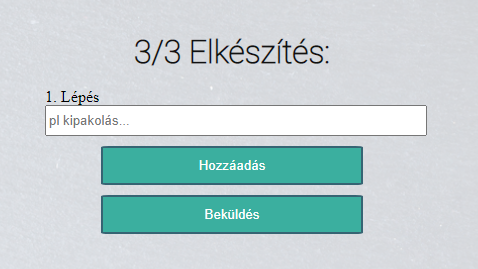 3/3 Elkészítés:
1. Lépés
pl kipakolás...
Hozzáadás
Beküldés